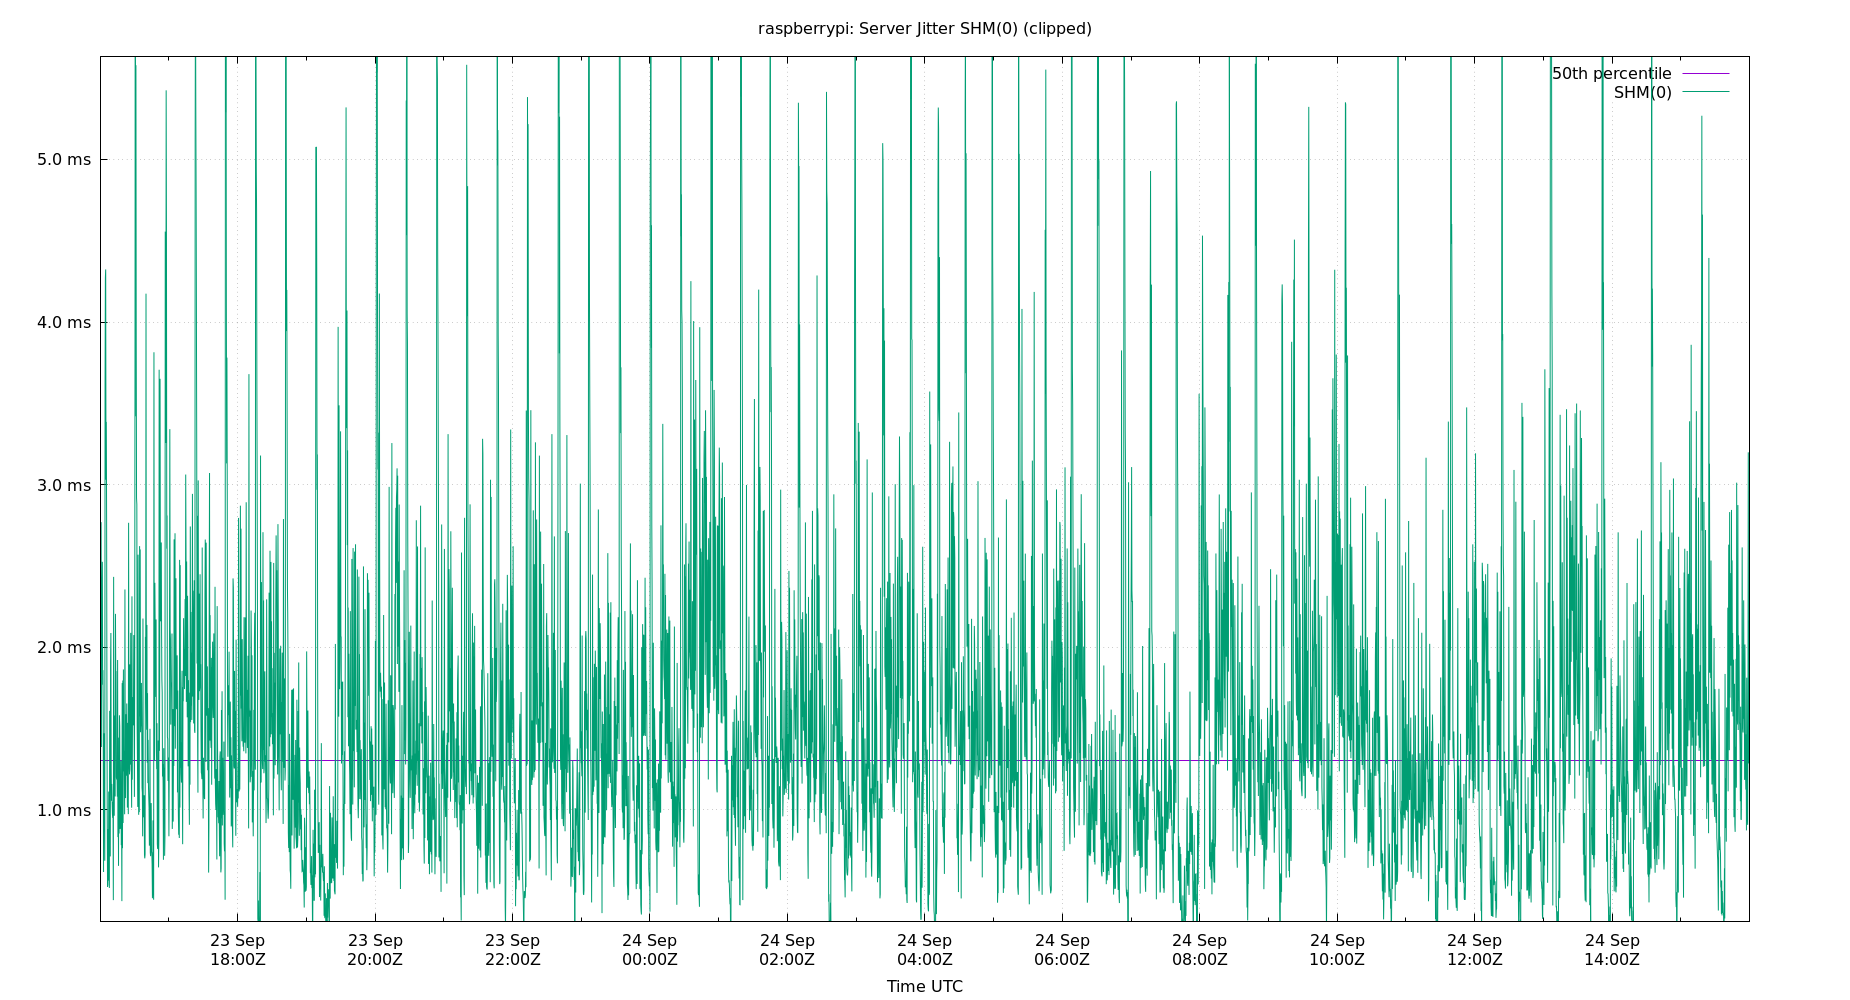 raspberrypi: Server Jitter SHM(0) (clipped)
50th percentile
SHM(0)
5.0 ms
4.0 ms
3.0 ms
2.0 ms
1.0 ms
23 Sep 23 Sep 23 Sep 24 Sep 24 Sep 24 Sep 24 Sep 24 Sep 24 Sep 24 Sep 24 Sep
18:00Z 20:00Z 22:00Z 00:00Z 02:00Z 04:00Z 06:00Z 08:00Z 10:00Z 12:00Z 14:00Z
Time UTC